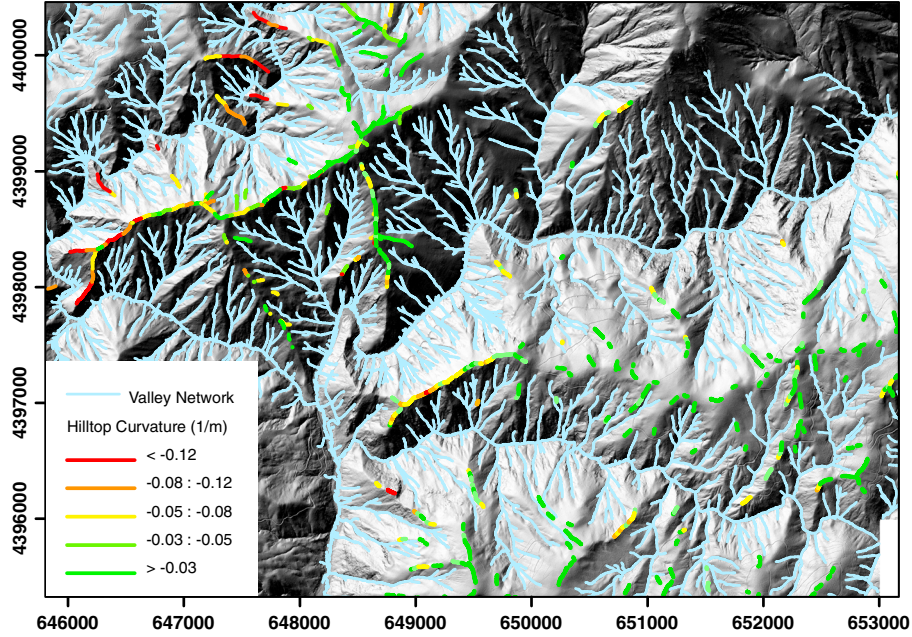 4400000
4399000
4398000
4397000
4396000
Valley Network
Hilltop Curvature (1/m)
< -0.12
-0.08 : -0.12
-0.05 : -0.08
-0.03 : -0.05
> -0.03
646000 647000 648000 649000 650000 651000 652000 653000